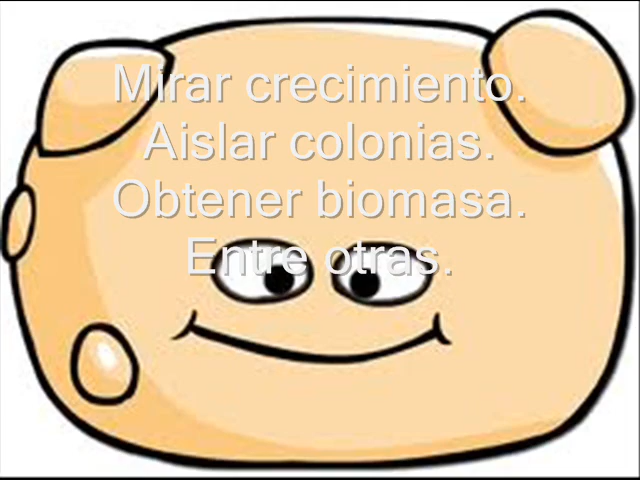 Mirar crecimiento.
Aislar colonias.
Obtener biomasa.
Entre otras.